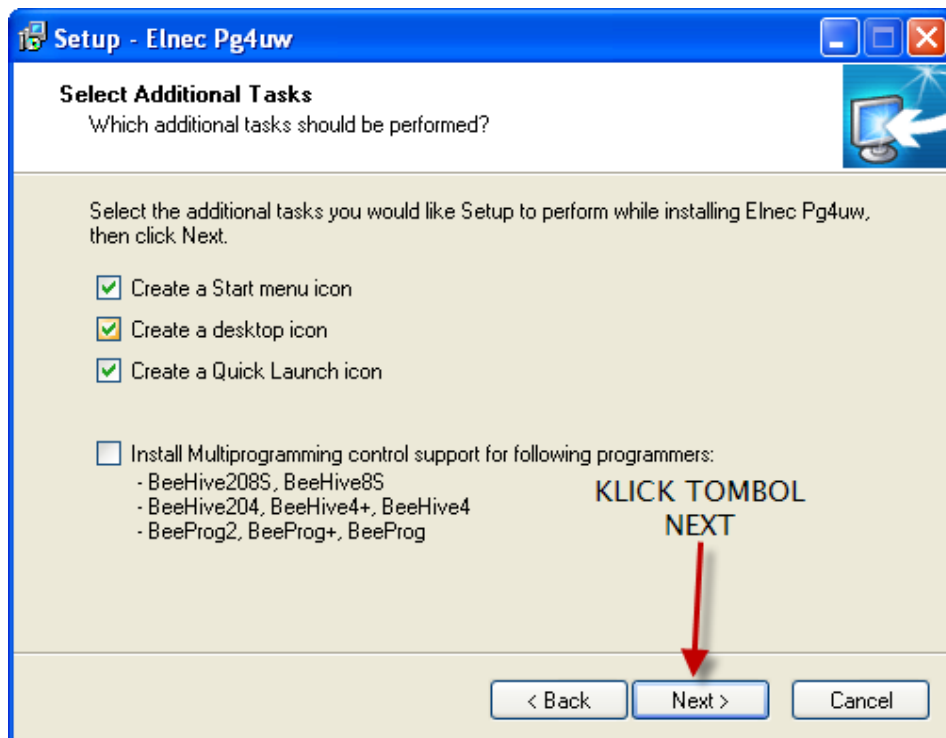 Setup - Elnec Pg4uw
Select Additional Tasks
Which additional tasks should be performed?
Select the additional tasks you would like Setup to perform while installing Elnec Pg4uw,
then click Next.
Create a Start menu icon
Create a desktop icon
Create a Quick Launch icon
Install Multiprogramming control support for following programmers:
- BeeHive208S, BeeHive8S
- BeeHive204, BeeHive4+, BeeHive4
- BeeProg2, BeeProg+, BeeProg
KLICK TOMBOL
NEXT
< Back Next > Cancel